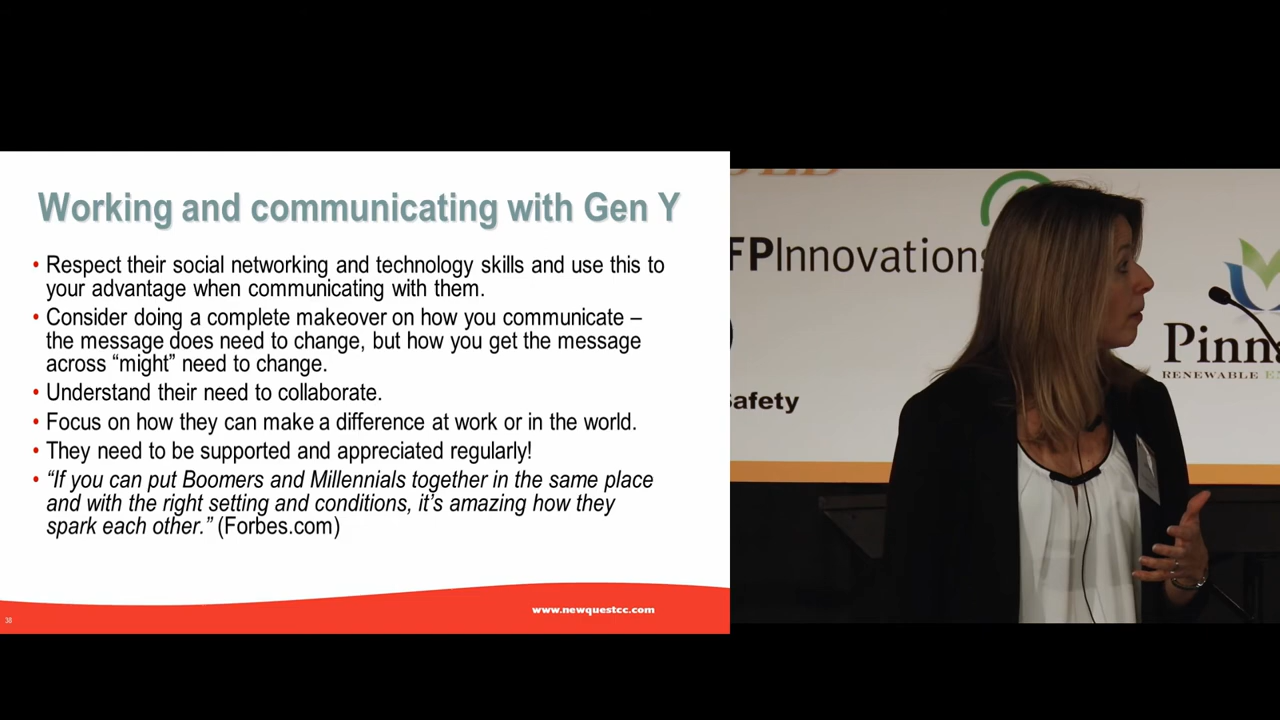 Working and communicating with Gen Y
• Respect their social networking and technology skills and use this to
your advantage when communicating with them.
• Consider doing a complete makeover on how you communicate –
the message does need to change, but how you get the message
across “might” need to change.
• Understand their need to collaborate.
• Focus on how they can make a difference at work or in the world.
• They need to be supported and appreciated regularly!
• “If you can put Boomers and Millennials together in the same place
and with the right setting and conditions, it’s amazing how they
spark each other.” (Forbes.com)
www.newquestcc.com
38
FPInnovations
Pinna
RENEWABLE E
Safety